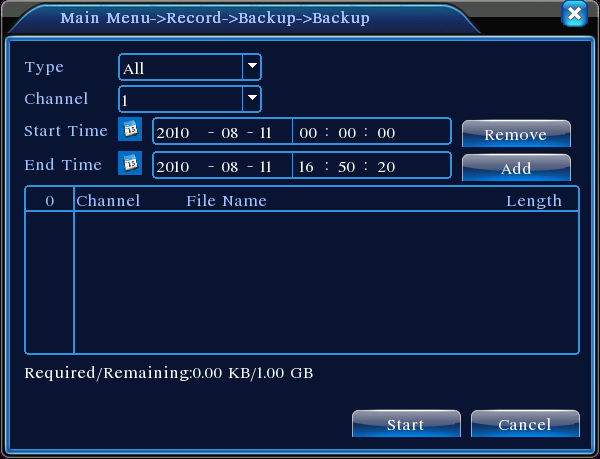 Main Menu->Record->Backup->Backup
Type All
Channel 1
Start Time 15 2010 - 08 - 11 00 : 00 : 00 Remove
End Time 15 2010 - 08 - 11 16 : 50 : 20 Add
0 Channel File Name Length
Required/Remaining:0.00 KB/1.00 GB
Start Cancel